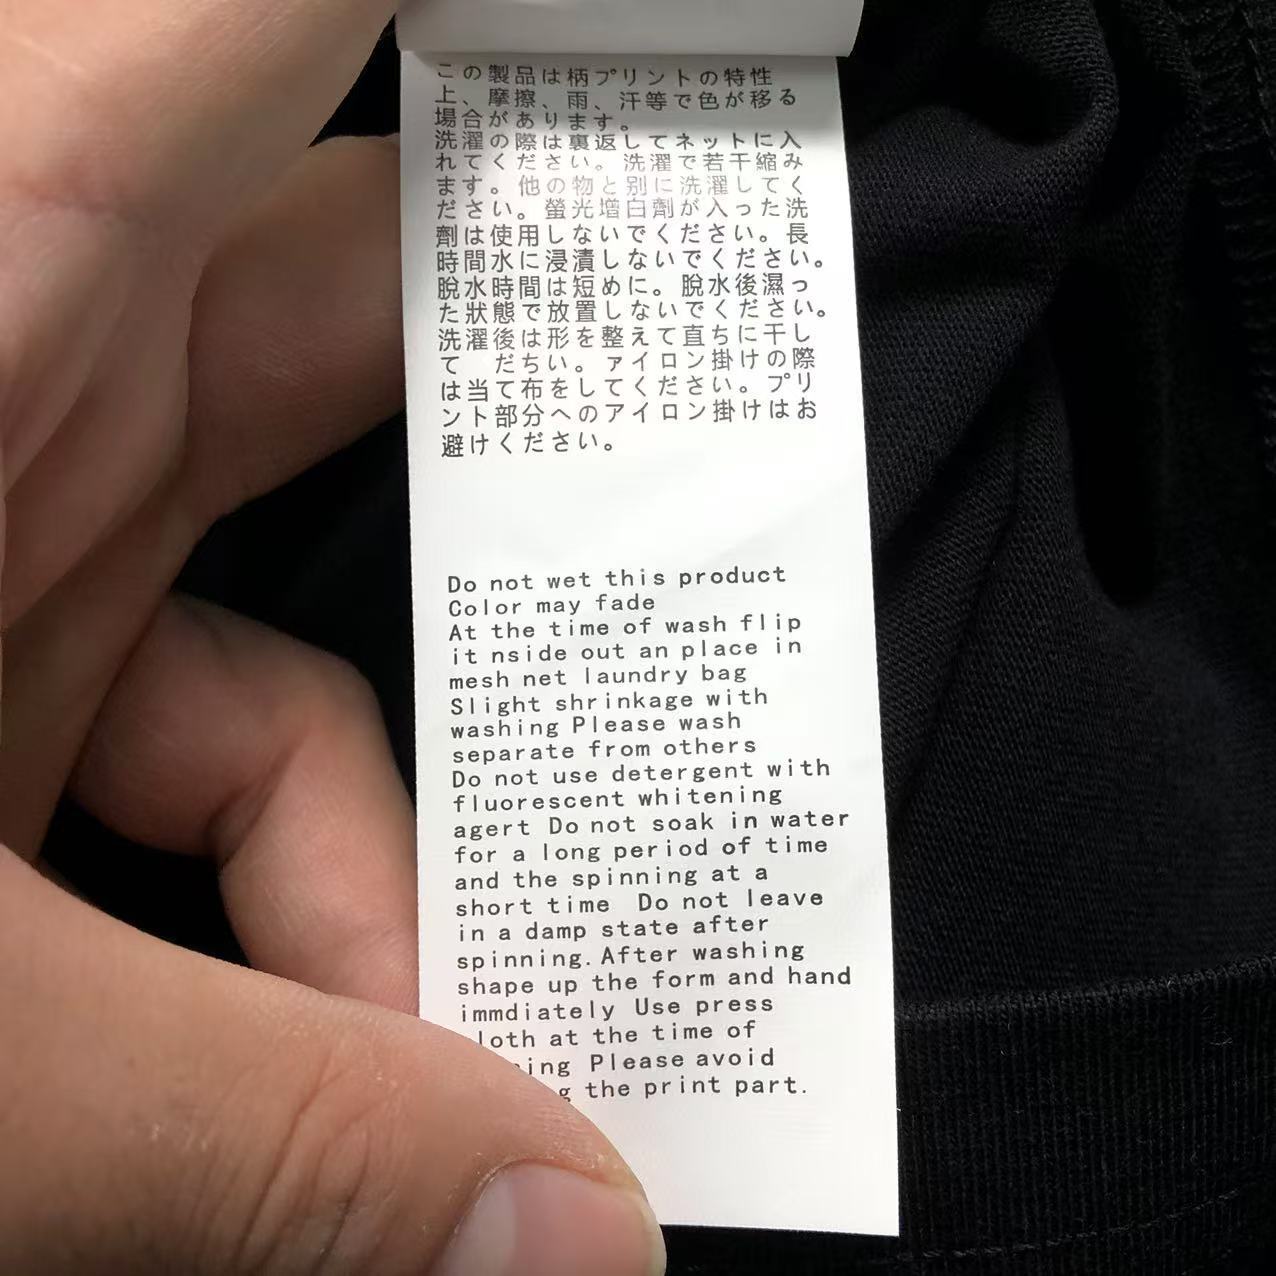 この製品は柄プリントの特性
上、摩擦、雨、汗等で色が移る
場合があります。
洗濯の際は裏返してネットに入
れてください。洗濯で若干縮み
ます。他の物と別に洗濯してく
ださい。螢光増白劑が入った洗
劑は使用しないでください。長
時間水に浸漬しないでください。
脫水時間は短めに。脫水後濕っ
た狀態で放置しないでください。
洗濯後は形を整えて直ちに干し
て だちい。アイロン掛けの際
は当て布をしてください。プリ
ント部分へのアイロン掛けはお
避けください。
Do not wet this product
Color may fade
At the time of wash flip
it nside out an place in
mesh net laundry bag
Slight shrinkage with
washing Please wash
separate from others
Do not use detergent with
fluorescent whitening
agert Do not soak in water
for a long period of time
and the spinning at a
short time Do not leave
in a damp state after
spinning. After washing
shape up the form and hand
immdiately Use press
loth at the time of
ing Please avoid
g the print part.